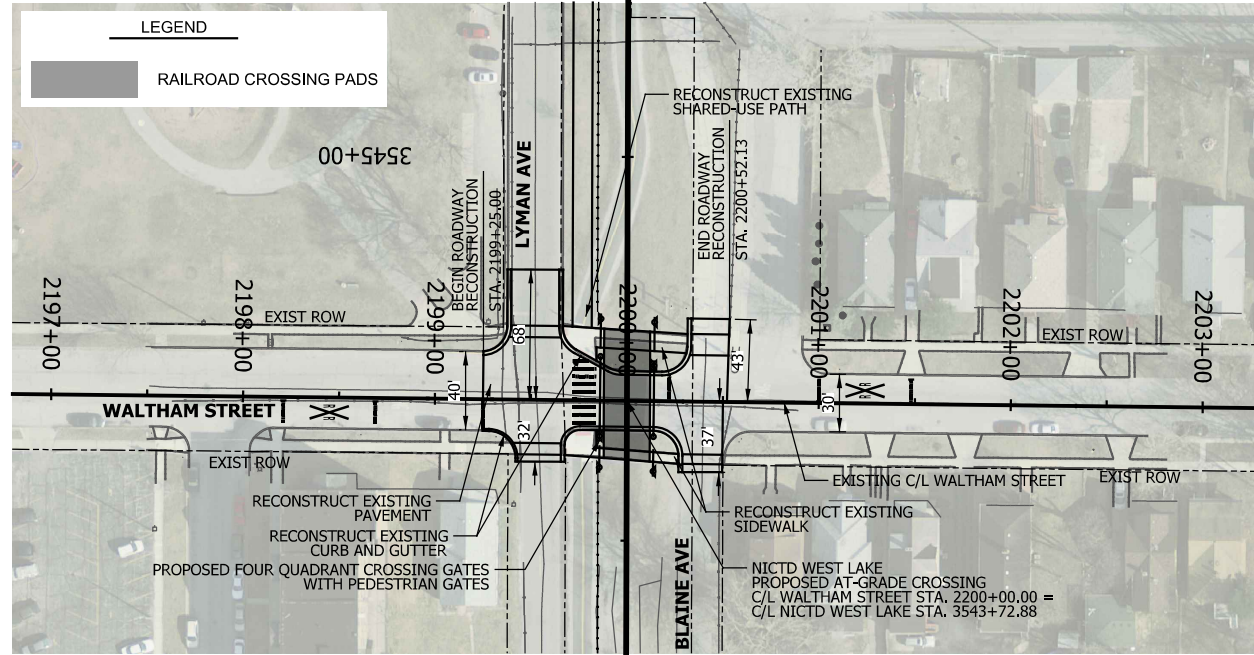 LEGEND
RAILROAD CROSSING PADS
3545+00
RECONSTRUCT EXISTING
SHARED-USE PATH
BEGIN ROADWAY
RECONSTRUCTION
STA. 2199+25.00
LYMAN AVE
END ROADWAY
RECONSTRUCTION
STA. 2200+52.13
2197+00
2198+00
2199+00
2200+00
2201+00
2202+00
2203+00
EXIST ROW
EXIST ROW
68'
43'
40'
30'
WALTHAM STREET
R R
R R
32'
37'
EXIST ROW
EXIST ROW
EXISTING C/L WALTHAM STREET
RECONSTRUCT EXISTING
PAVEMENT
RECONSTRUCT EXISTING
SIDEWALK
RECONSTRUCT EXISTING
CURB AND GUTTER
PROPOSED FOUR QUADRANT CROSSING GATES
WITH PEDESTRIAN GATES
BLAINE AVE
NICTD WEST LAKE
PROPOSED AT-GRADE CROSSING
C/L WALTHAM STREET STA. 2200+00.00 =
C/L NICTD WEST LAKE STA. 3543+72.88